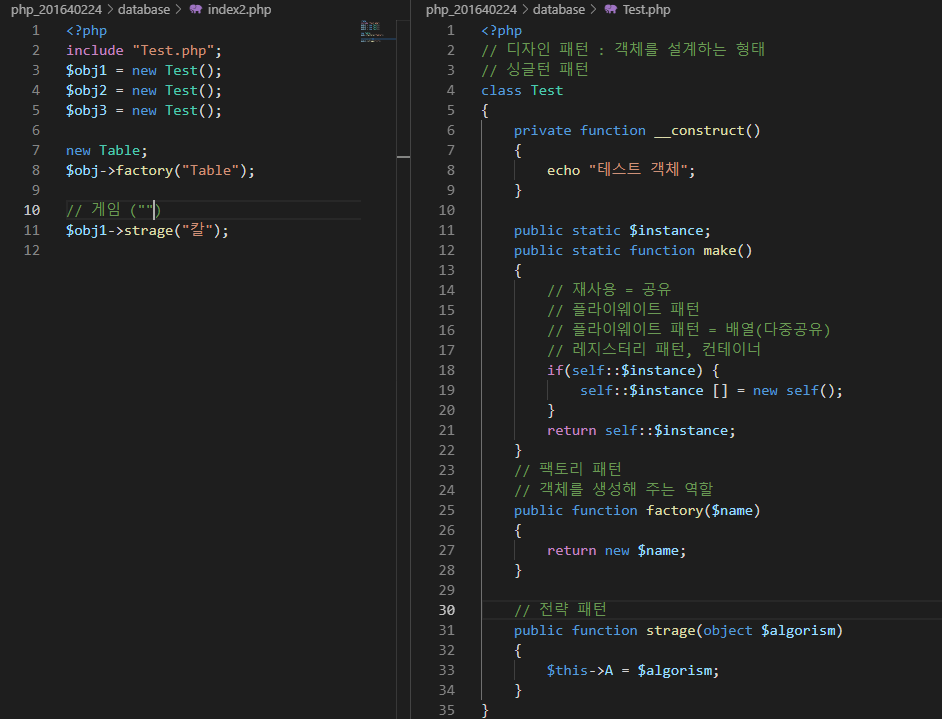 php_201640224 > database > index2.php
1 <?php
2 include "Test.php";
3 $obj1 = new Test();
4 $obj2 = new Test();
5 $obj3 = new Test();
6
7 new Table;
8 $obj->factory("Table");
9
10 // 게임 ("")
11 $obj1->strage("칼");
12
php_201640224 > database > Test.php
1 <?php
2 // 디자인 패턴 : 객체를 설계하는 형태
3 // 싱글턴 패턴
4 class Test
5 {
6 private function __construct()
7 {
8 echo "테스트 객체";
9 }
10
11 public static $instance;
12 public static function make()
13 {
14 // 재사용 = 공유
15 // 플라이웨이트 패턴
16 // 플라이웨이트 패턴 = 배열(다중공유)
17 // 레지스터리 패턴, 컨테이너
18 if(self::$instance) {
19 self::$instance [] = new self();
20 }
21 return self::$instance;
22 }
23 // 팩토리 패턴
24 // 객체를 생성해 주는 역할
25 public function factory($name)
26 {
27 return new $name;
28 }
29
30 // 전략 패턴
31 public function strage(object $algorism)
32 {
33 $this->A = $algorism;
34 }
35 }